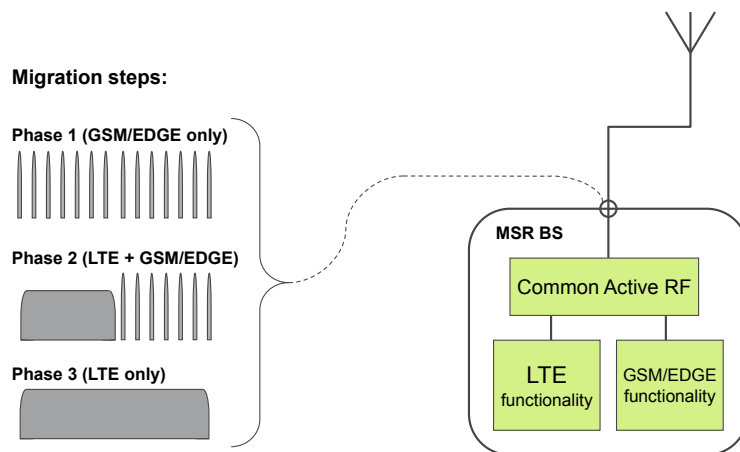 Migration steps:
Phase 1 (GSM/EDGE only)
Phase 2 (LTE + GSM/EDGE)
Phase 3 (LTE only)
MSR BS
Common Active RF
LTE
functionality
GSM/EDGE
functionality